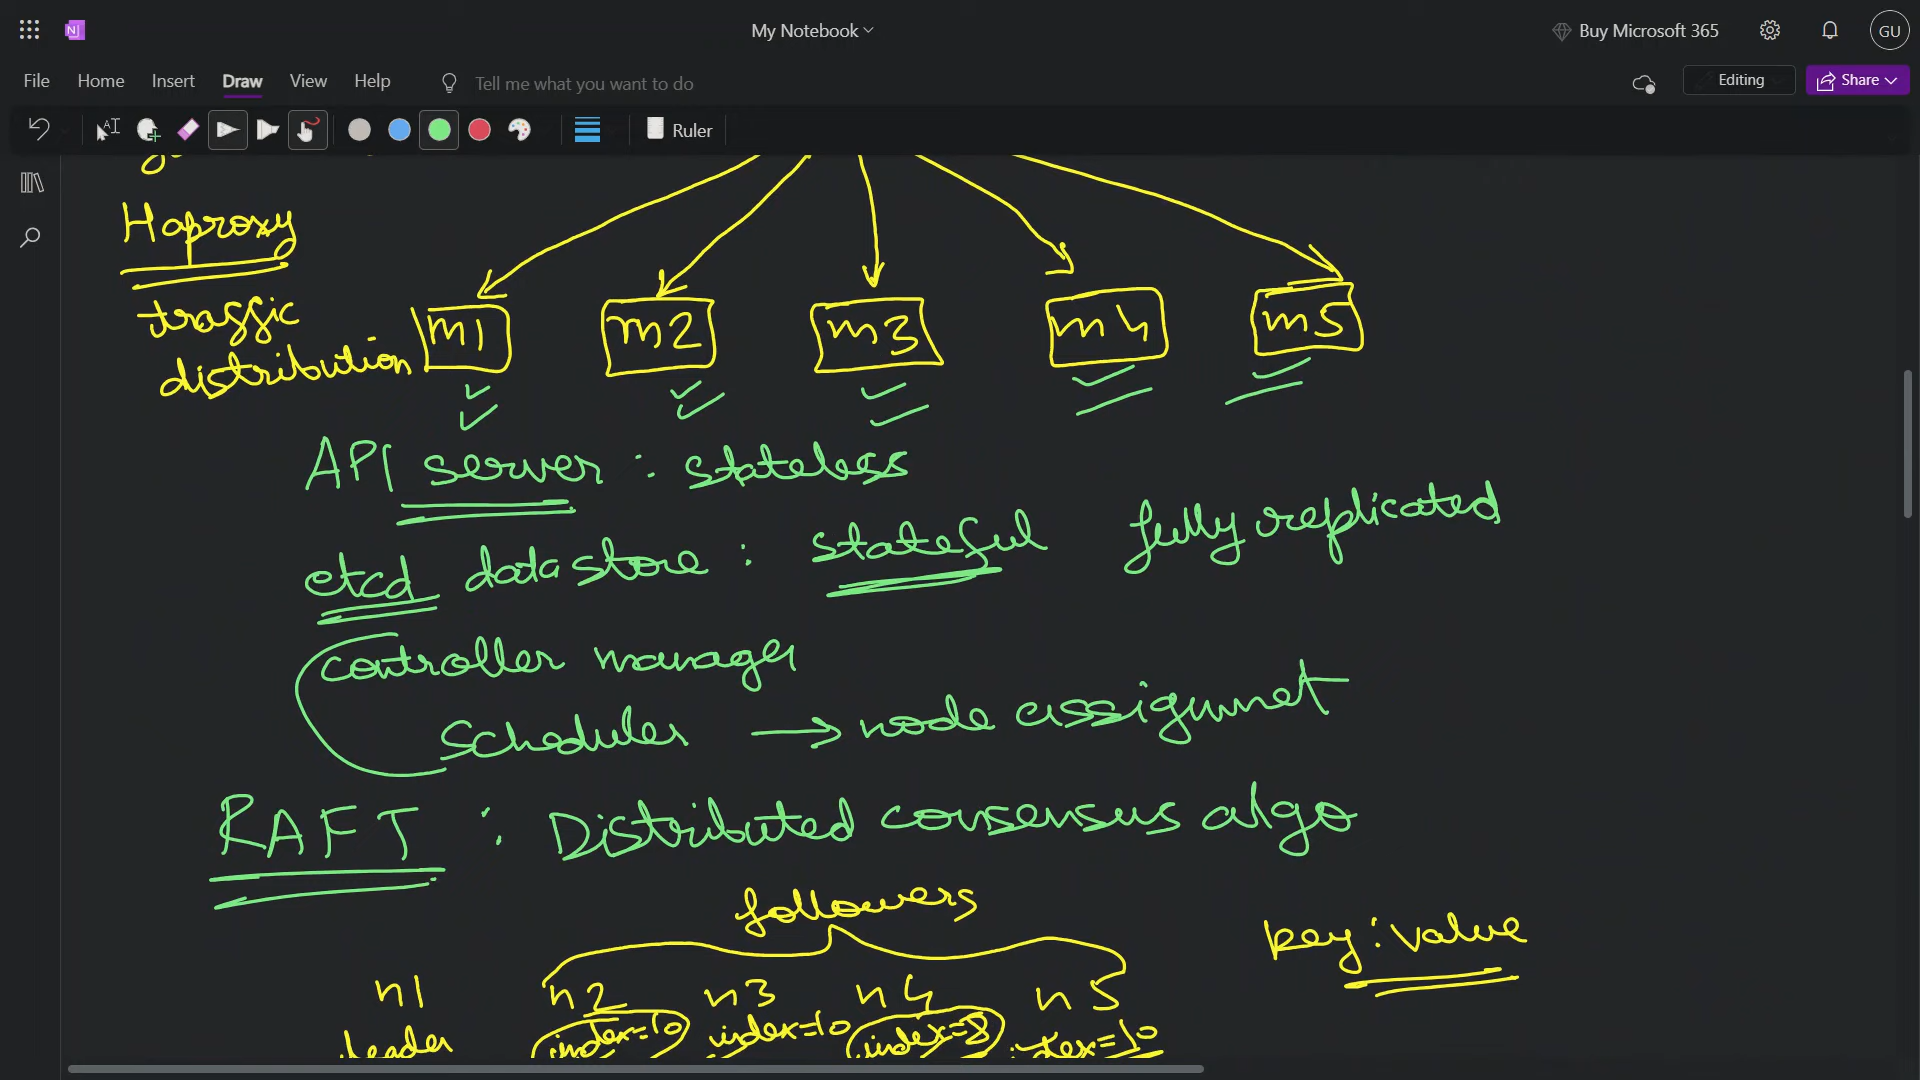 My Notebook
Buy Microsoft 365
GU
File Home Insert Draw View Help Tell me what you want to do
Editing Share
Ruler
Haproxy
traffic
distribution
m1 m2 m3 m4 m5
API server : stateless
etcd datastore : stateful fully replicated
controller manager
scheduler → node assignmet
RAFT : Distributed consensus algo
followers
key : value
n1 n2 n3 n4 n5
leader index=10 index=10 index=8 index=10